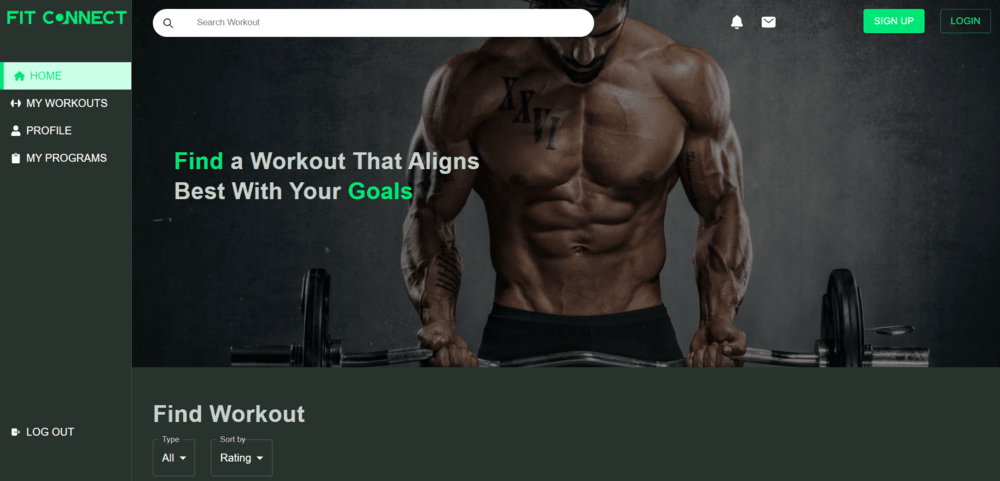 FIT CONNECT
Search Workout
SIGN UP
LOGIN
HOME
MY WORKOUTS
PROFILE
MY PROGRAMS
LOG OUT
XXVI
Find a Workout That Aligns
Best With Your Goals
Find Workout
Type
All
Sort by
Rating